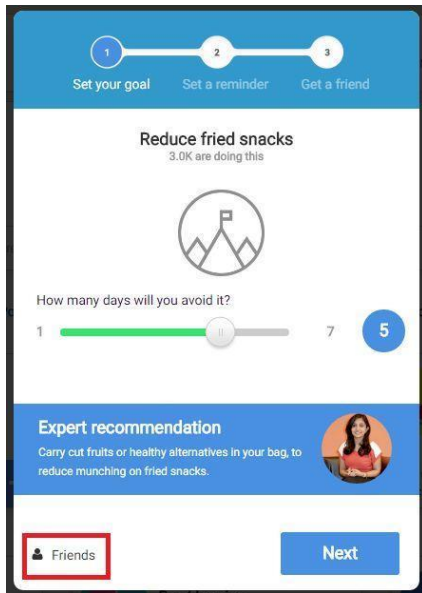 1 2 3
Set your goal Set a reminder Get a friend
Reduce fried snacks
3.0K are doing this
How many days will you avoid it?
1 7 5
Expert recommendation
Carry cut fruits or healthy alternatives in your bag, to
reduce munching on fried snacks.
Friends Next